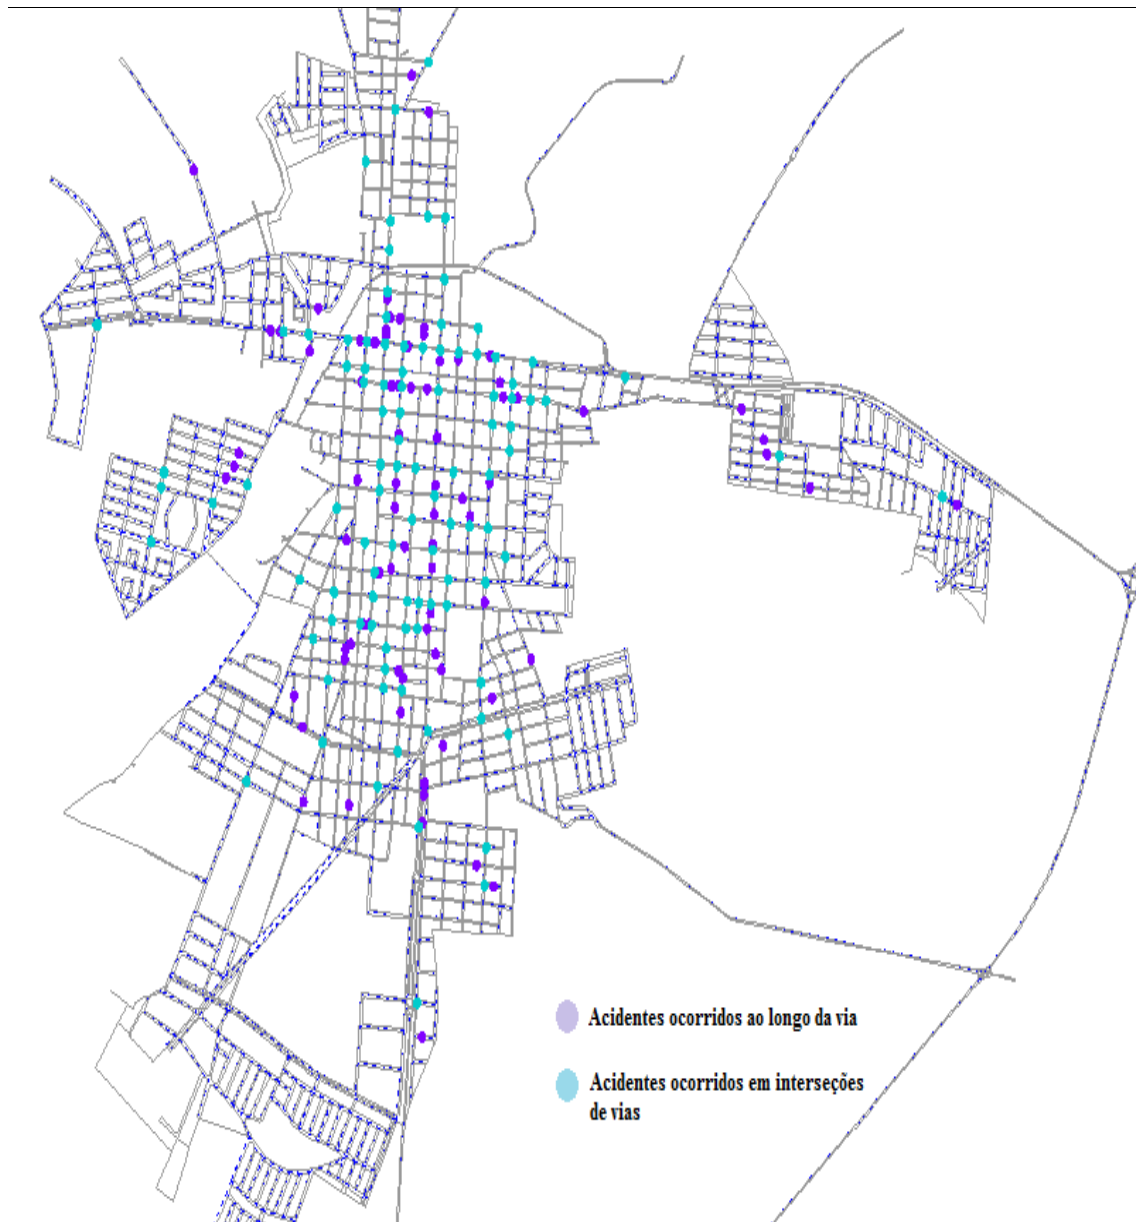 Acidentes ocorridos ao longo da via
Acidentes ocorridos em interseções
de vias